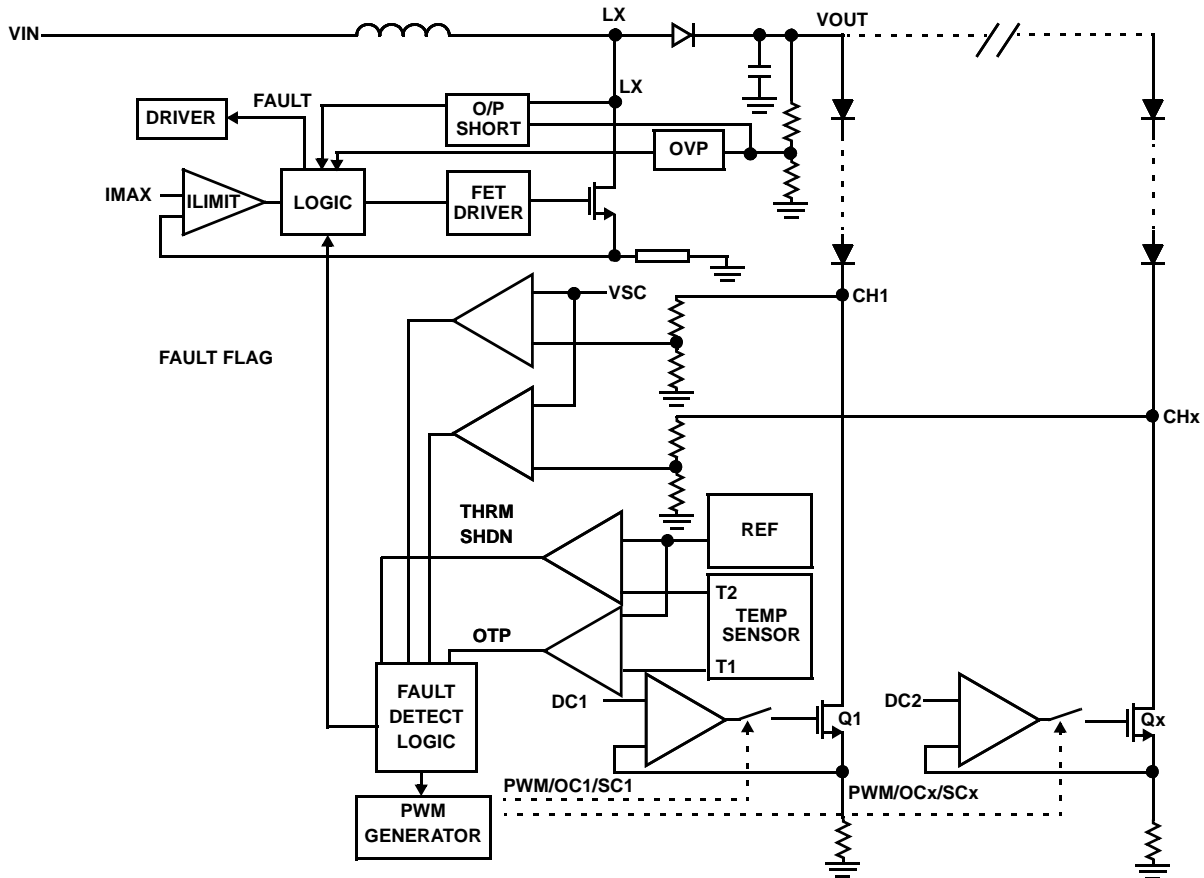 LX
VIN
VOUT
LX
FAULT
O/P
SHORT
DRIVER
OVP
IMAX
ILIMIT
LOGIC
FET
DRIVER
VSC
CH1
FAULT FLAG
CHx
THRM
SHDN
REF
T2
TEMP
SENSOR
OTP
T1
FAULT
DETECT
LOGIC
DC1
Q1
DC2
Qx
PWM/OC1/SC1
PWM/OCx/SCx
PWM
GENERATOR